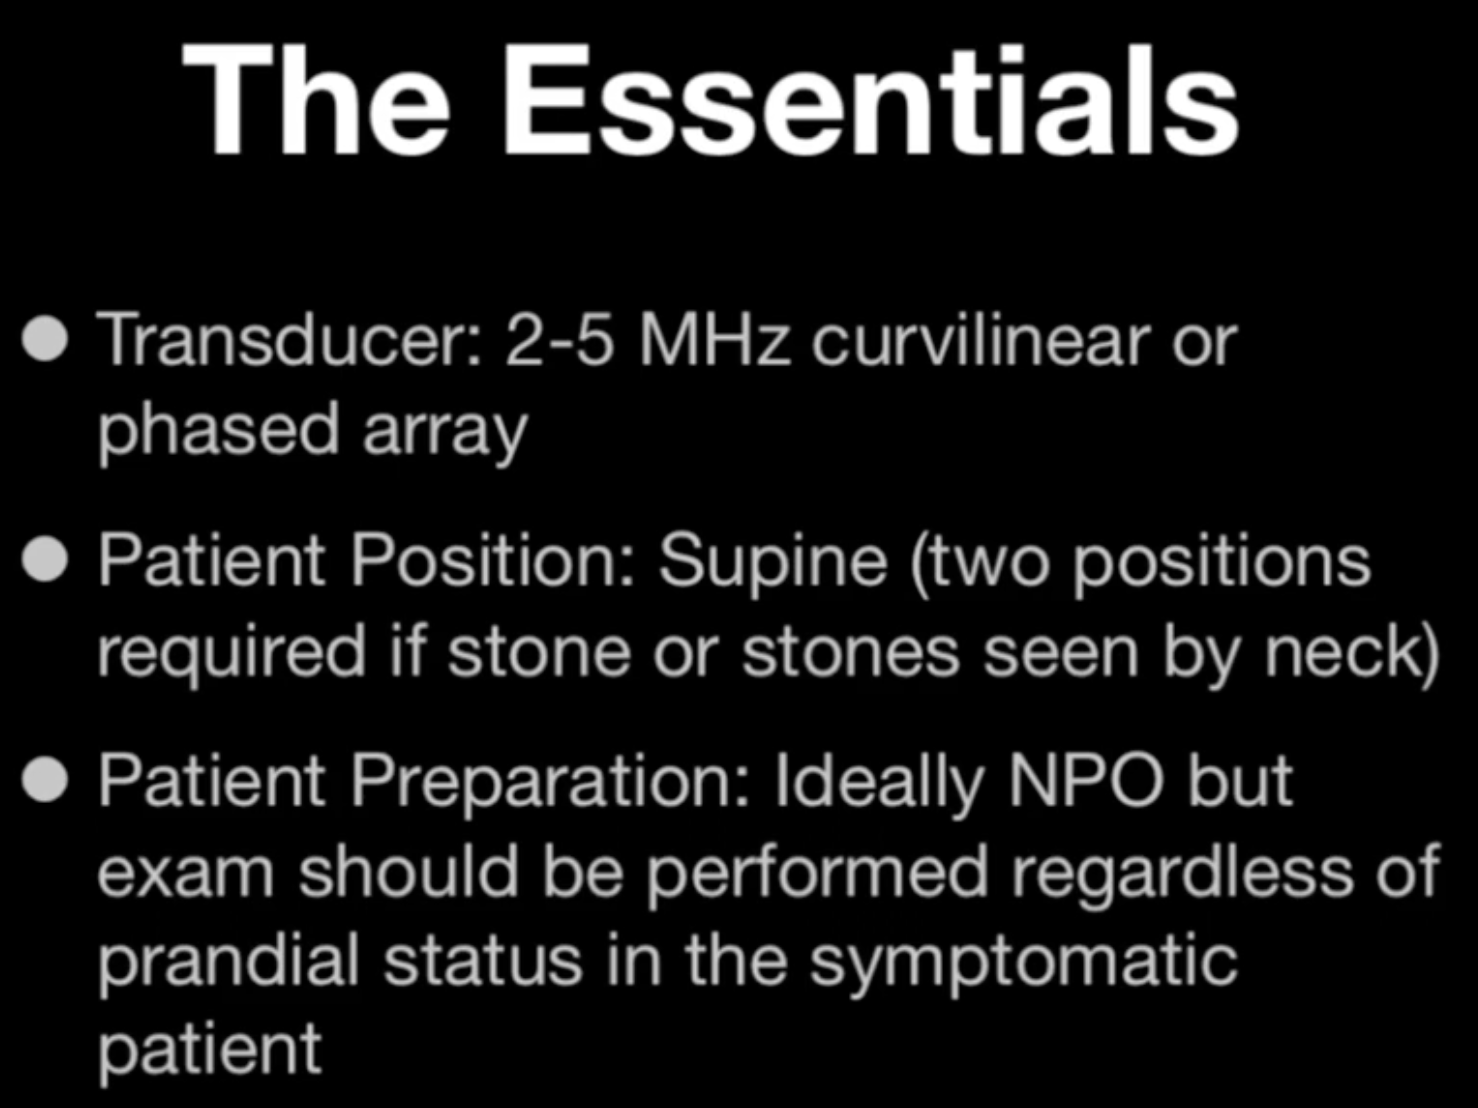 The Essentials
Transducer: 2-5 MHz curvilinear or
phased array
Patient Position: Supine (two positions
required if stone or stones seen by neck)
Patient Preparation: Ideally NPO but
exam should be performed regardless of
prandial status in the symptomatic
patient